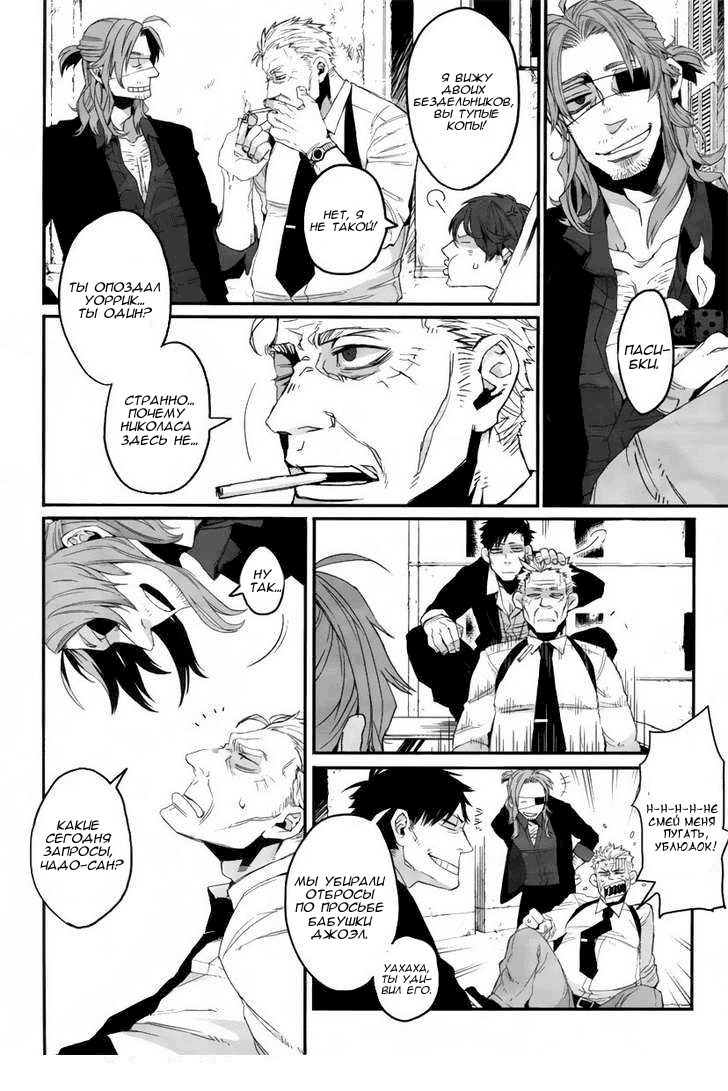 ПАСИ-
БКИ.
Я ВИЖУ
ДВОИХ
БЕЗДЕЛЬНИКОВ,
ВЫ ТУПЫЕ
КОПЫ!
НЕТ, Я
НЕ ТАКОЙ!
ТЫ ОПОЗДАЛ
УОРРИК...
ТЫ ОДИН?
СТРАННО...
ПОЧЕМУ
НИКОЛАСА
ЗДЕСЬ НЕ...
Н-Н-Н-Н-НЕ
СМЕЙ МЕНЯ
ПУГАТЬ,
УБЛЮДОК!
МЫ УБИРАЛИ
ОТБРОСЫ
ПО ПРОСЬБЕ
БАБУШКИ
ДЖОЭЛ.
УАХАХА,
ТЫ УДИ-
ВИЛ ЕГО.
НУ
ТАК...
КАКИЕ
СЕГОДНЯ
ЗАПРОСЫ,
ЧАДО-САН?